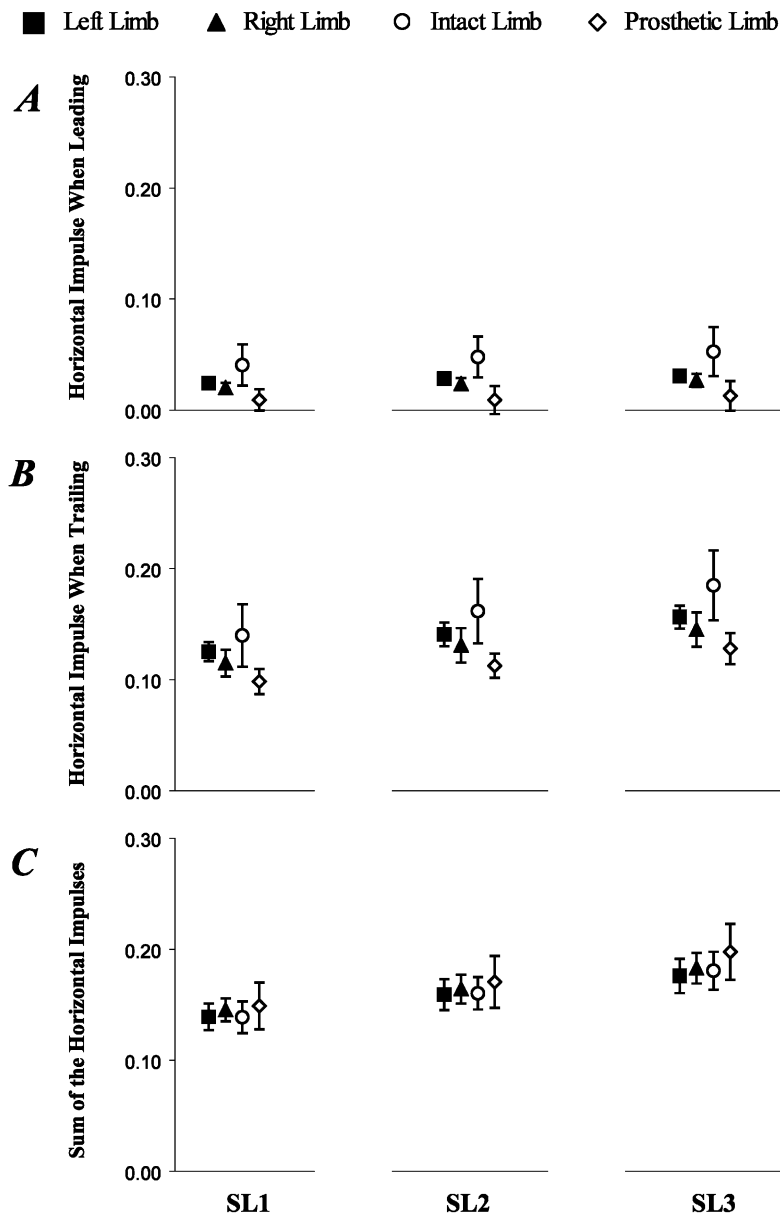 Left Limb Right Limb Intact Limb Prosthetic Limb
A
Horizontal Impulse When Leading
0.30
0.20
0.10
0.00
B
Horizontal Impulse When Trailing
0.30
0.20
0.10
0.00
C
Sum of the Horizontal Impulses
0.30
0.20
0.10
0.00
SL1 SL2 SL3